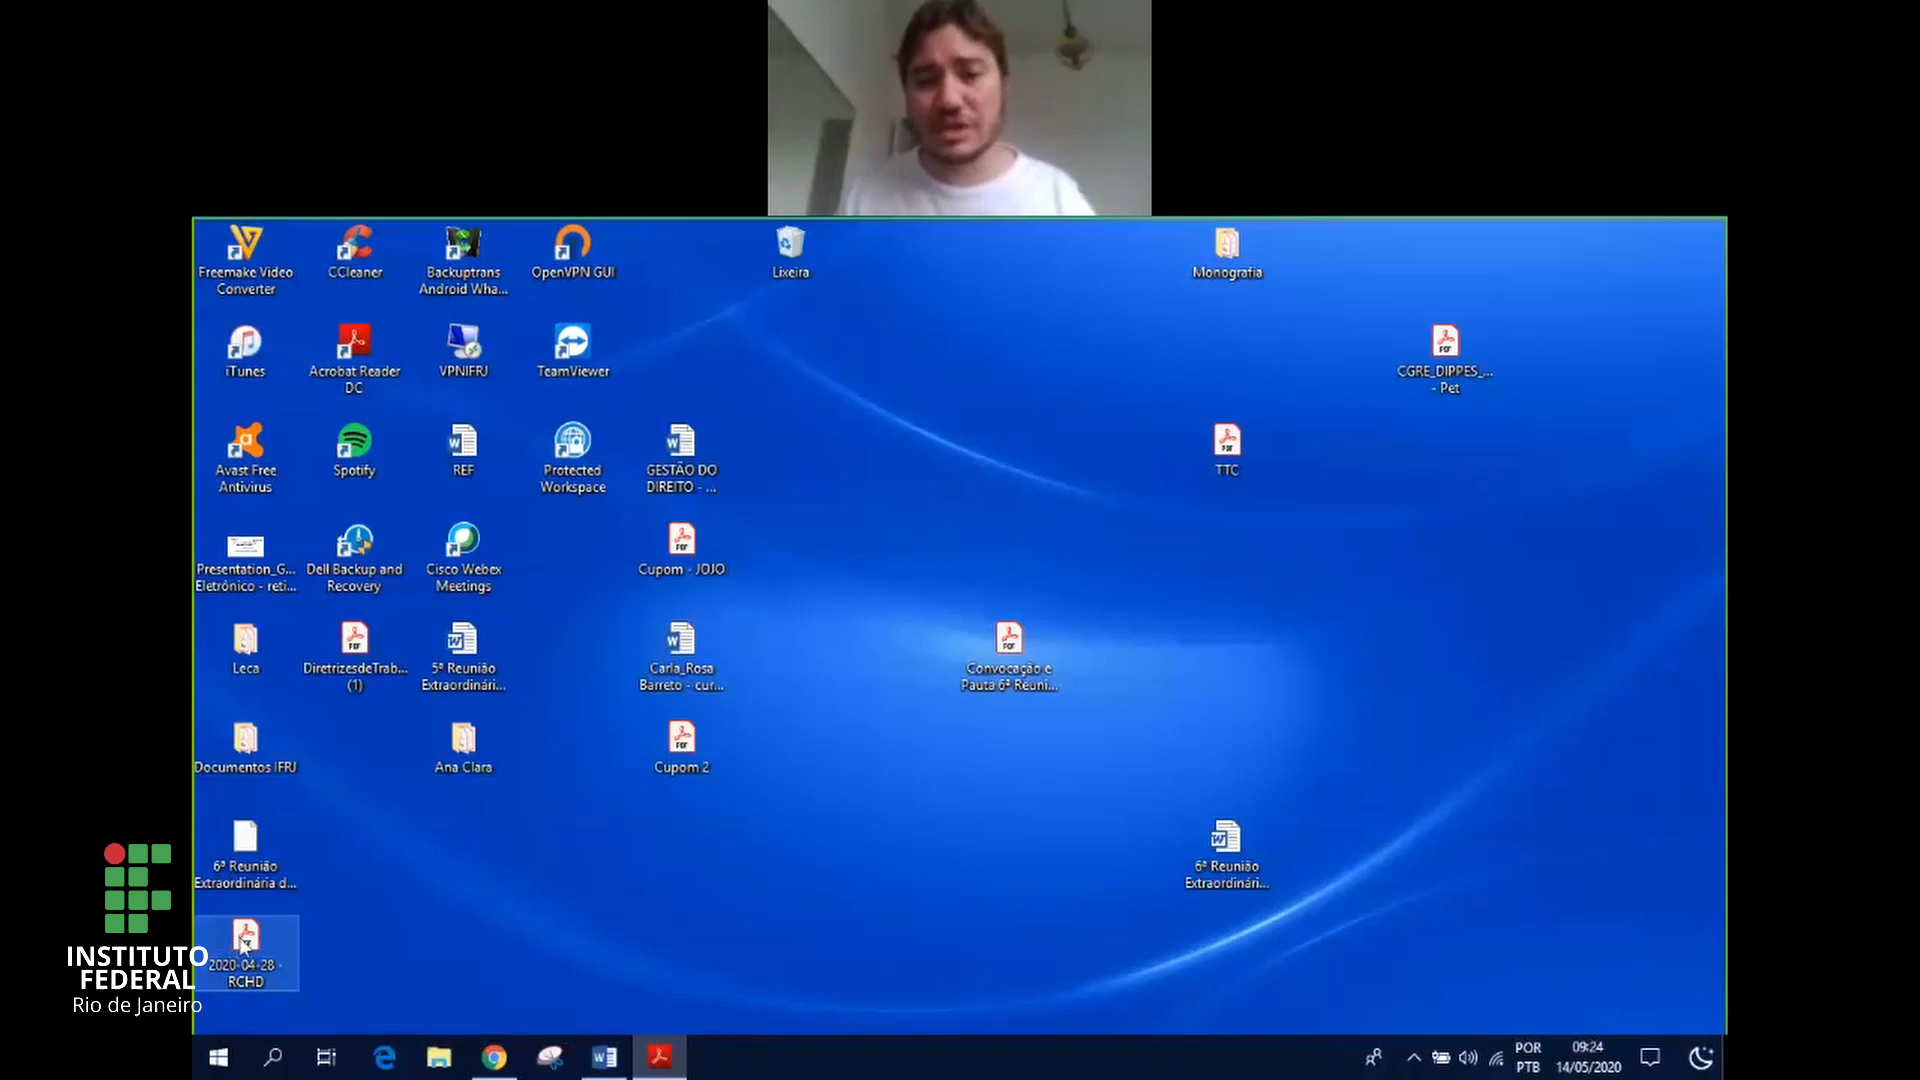 Freemake Video
Converter
CCleaner
Backuptrans
Android Wha...
OpenVPN GUI
Lixeira
Monografia
iTunes
Acrobat Reader
DC
VPNIFRJ
TeamViewer
CGRE_DIPPES_...
- Pet
Avast Free
Antivirus
Spotify
REF
Protected
Workspace
GESTÃO DO
DIREITO - ...
TTC
Presentation_G...
Eletrônico - reti...
Dell Backup and
Recovery
Cisco Webex
Meetings
Cupom - JOJO
Leca
DiretrizesdeTrab...
(1)
5ª Reunião
Extraordinári...
Carla_Rosa
Barreto - cur...
Convocação e
Pauta 6ª Reuni...
Documentos IFRJ
Ana Clara
Cupom 2
6ª Reunião
Extraordinária d...
6ª Reunião
Extraordinári...
2020-04-28 -
RCHD
INSTITUTO
FEDERAL
Rio de Janeiro
POR
PTB
09:24
14/05/2020